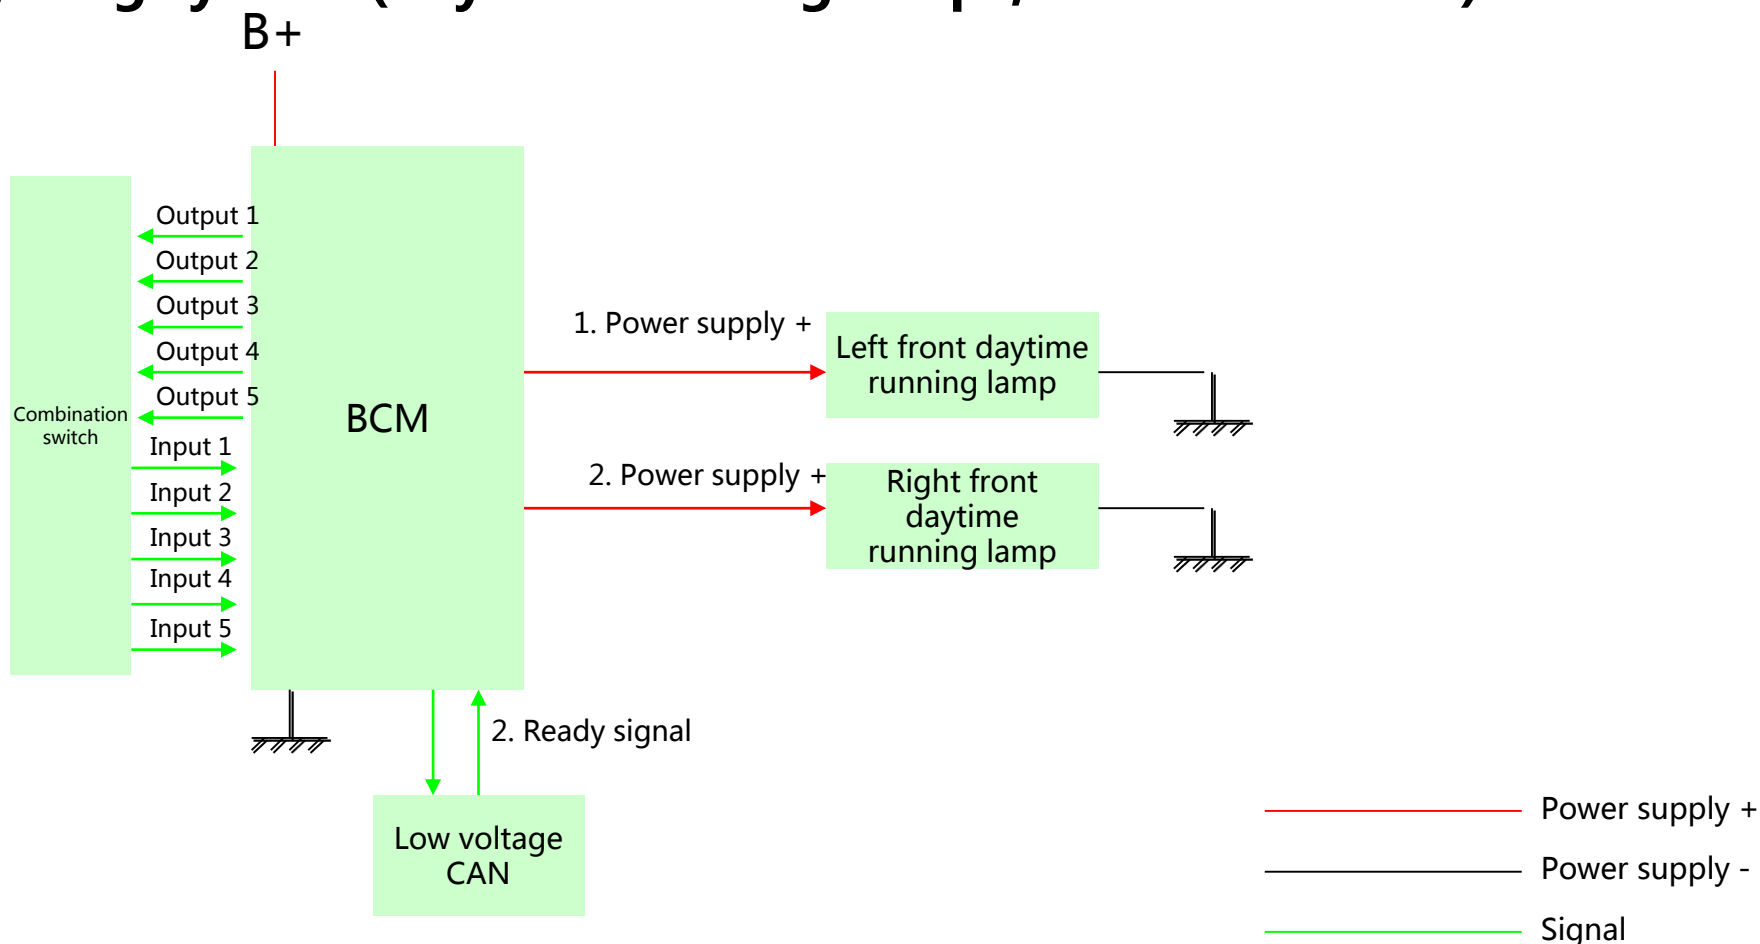 B+
Output 1
Output 2
Output 3
Output 4
Output 5
Combination
switch
Input 1
Input 2
Input 3
Input 4
Input 5
BCM
1. Power supply +
Left front daytime
running lamp
2. Power supply +
Right front
daytime
running lamp
2. Ready signal
Low voltage
CAN
Power supply +
Power supply -
Signal